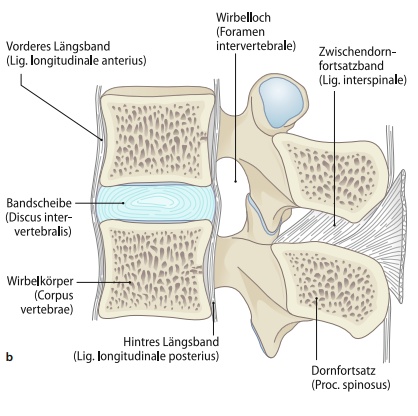 Wirbelloch
(Foramen
intervertebrale)
Vorderes Längsband
(Lig. longitudinale anterius)
Zwischendorn-
fortsatzband
(Lig. interspinale)
Bandscheibe
(Discus inter-
vertebralis)
Wirbelkörper
(Corpus
vertebrae)
Hintres Längsband
(Lig. longitudinale posterius)
b
Dornfortsatz
(Proc. spinosus)